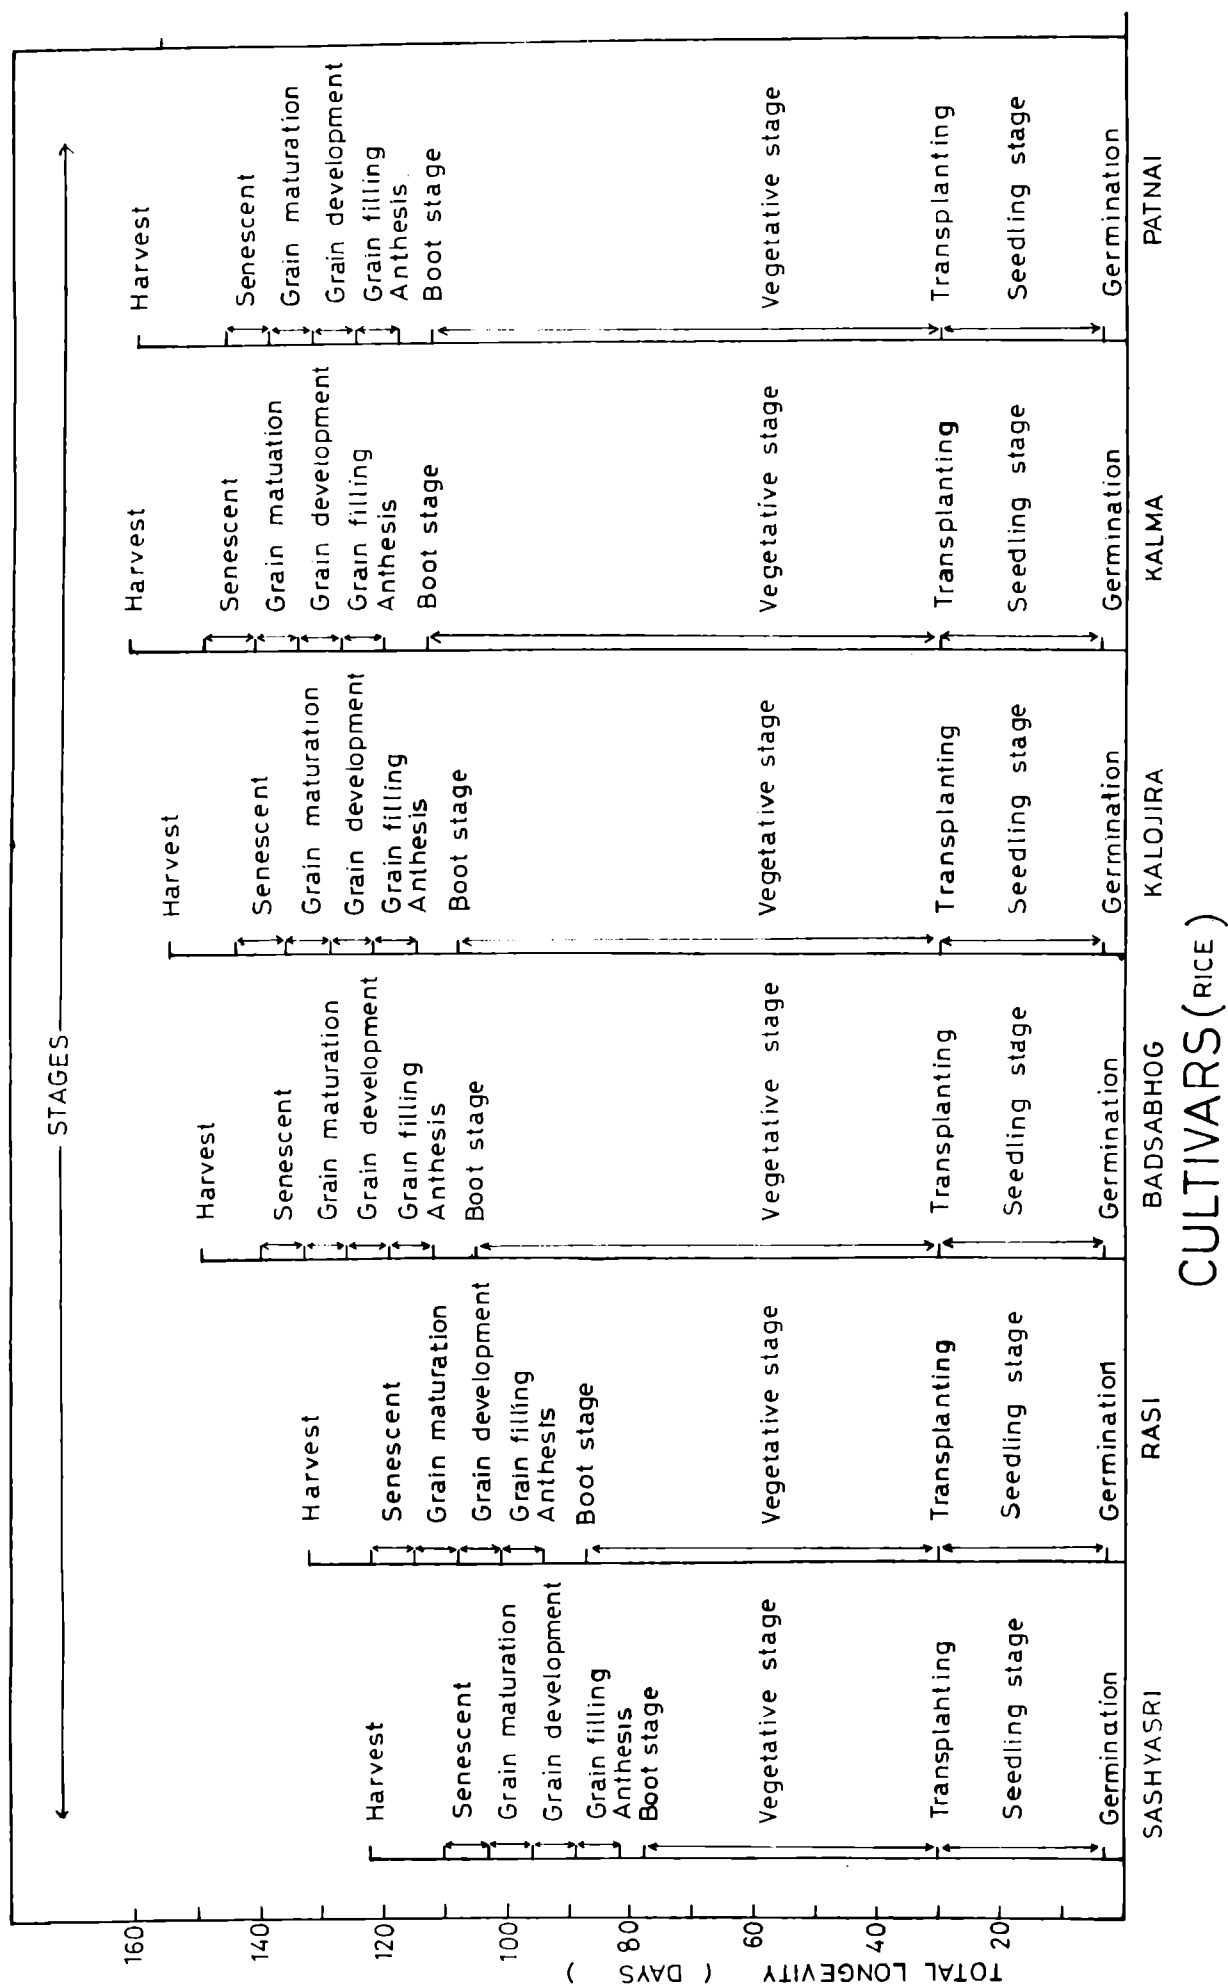 STAGES
Harvest
Senescent
Grain maturation
Grain development
Grain filling
Anthesis
Boot stage
Vegetative stage
Transplahting
Seedling stage
Germination
Harvest
Senescent
Grain maturation
Grain development
Grain filling
Anthesis
Boot stage
Vegetative stage
Transplanting
Seedling stage
Germination
Harvest
Senescent
Grain maturation
Grain development
Grain filling
Anthesis
Boot stage
Vegetative stage
Transplanting
Seedling stage
Germination
Harvest
Senescent
Grain maturation
Grain development
Grain filling
Anthesis
Boot stage
Vegetative stage
Transplanting
Seedling stage
Germination
Harvest
Senescent
Grain matuation
Grain development
Grain filling
Anthesis
Boot stage
Vegetative stage
Transplanting
Seedling stage
Germination
Harvest
Senescent
Grain maturation
Grain development
Grain filling
Anthesis
Boot stage
Vegetative stage
Transplanting
Seedling stage
Germination
160
140
120
100
80
60
40
20
TOTAL LONGEVITY ( DAYS )
SASHYASRI RASI BADSABHOG KALOJIRA KALMA PATNAI
CULTIVARS (RICE)